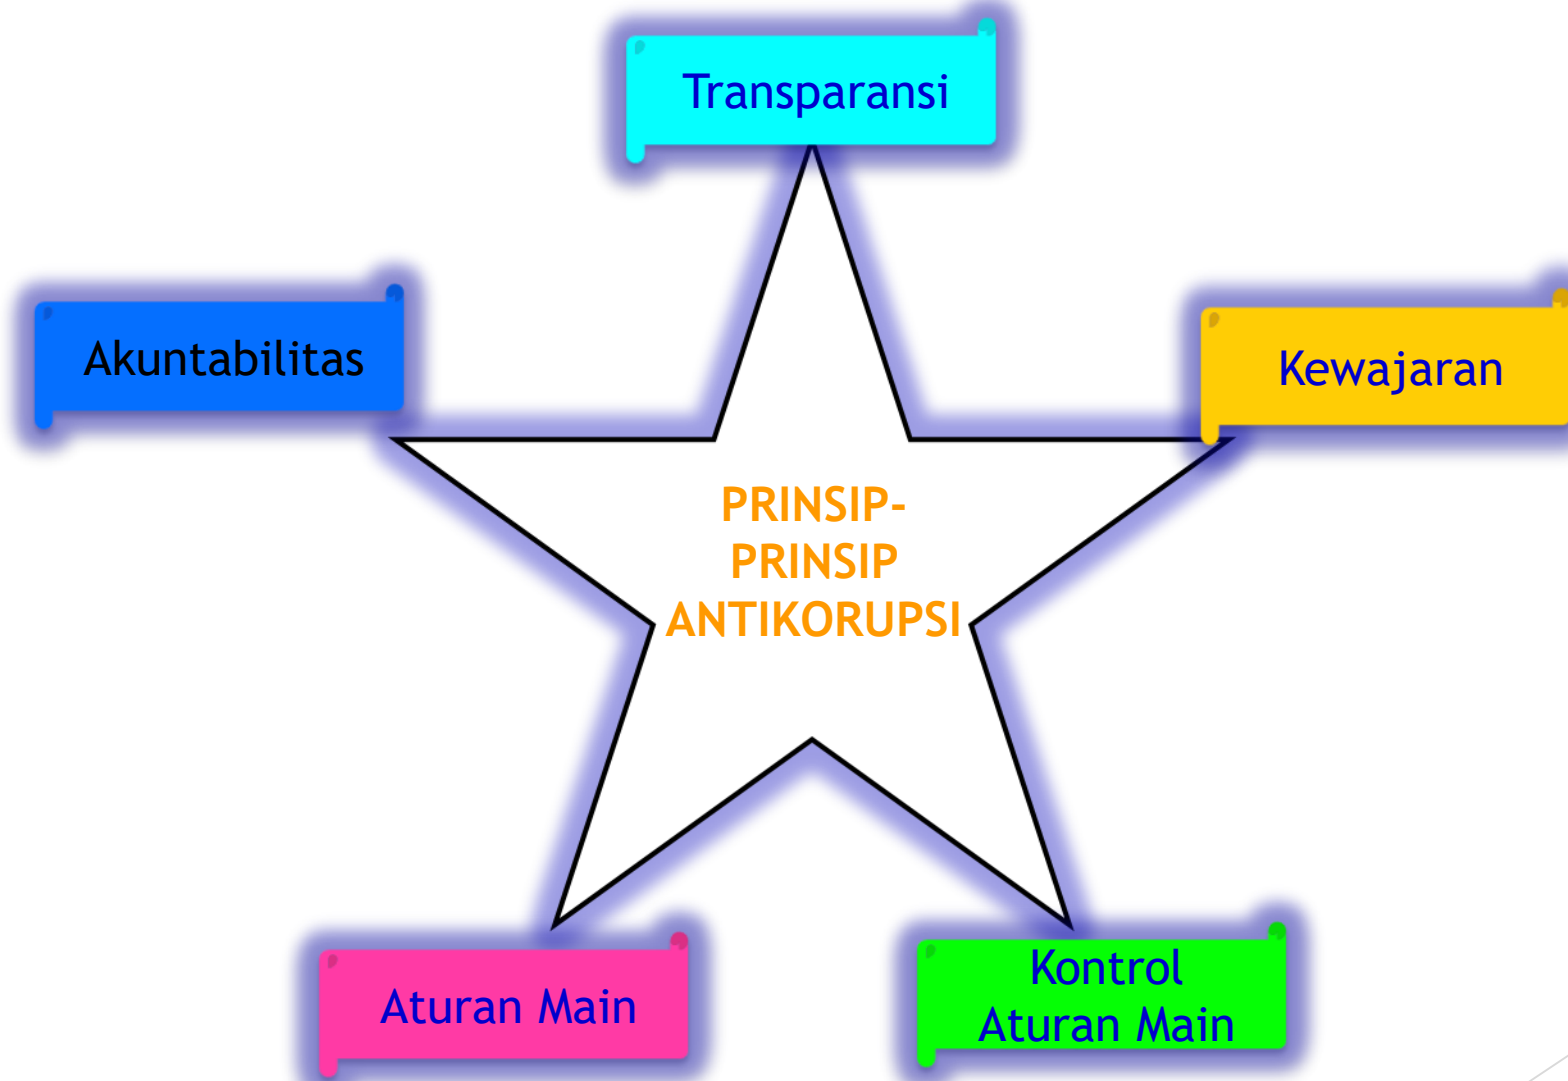 Transparansi
Akuntabilitas
Kewajaran
PRINSIP-
PRINSIP
ANTIKORUPSI
Aturan Main
Kontrol
Aturan Main